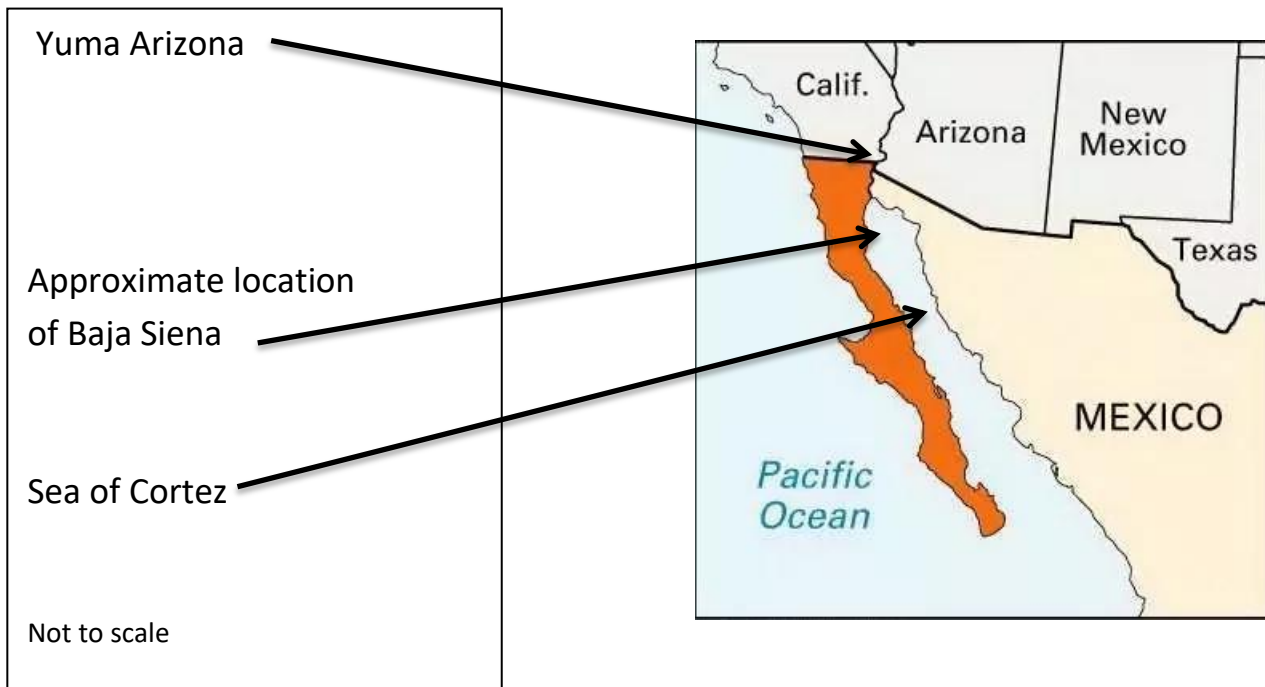 Yuma Arizona
Approximate location
of Baja Siena
Sea of Cortez
Not to scale
Calif.
Arizona
New
Mexico
Texas
MEXICO
Pacific
Ocean